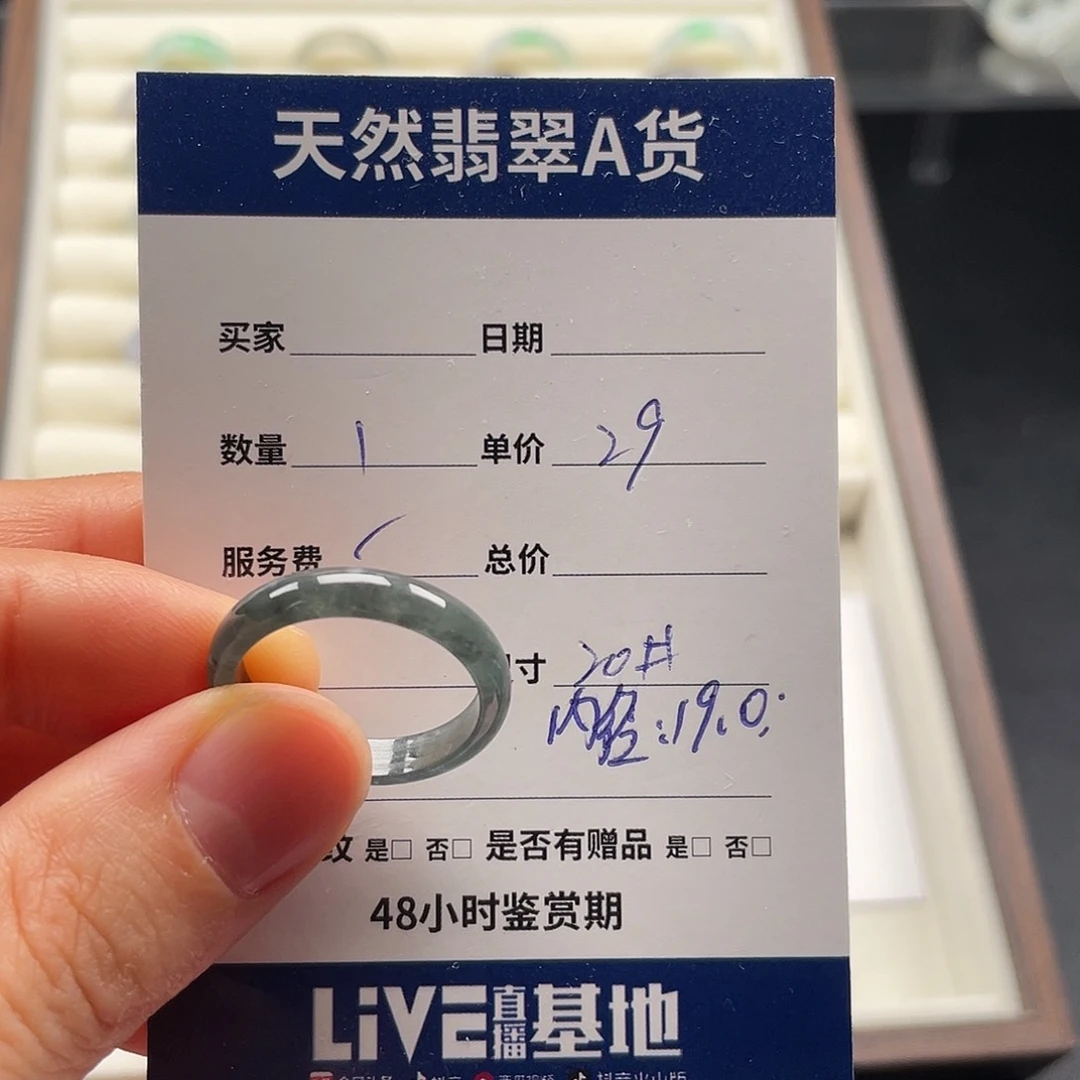 天然翡翠A货
买家 日期
数量 1 单价 29
服务费 总价
寸 20#
内径:19.0.
是□ 否□ 是否有赠品 是□ 否□
48小时鉴赏期
LiVE直播基地